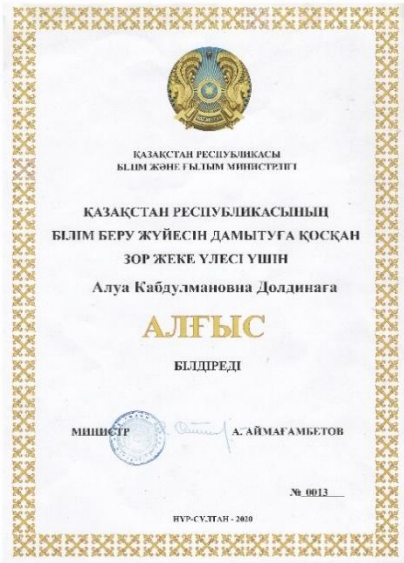 ҚАЗАҚСТАН РЕСПУБЛИКАСЫ
БІЛІМ ЖӘНЕ ҒЫЛЫМ МИНИСТРЛІГІ
ҚАЗАҚСТАН РЕСПУБЛИКАСЫНЫҢ
БІЛІМ БЕРУ ЖҮЙЕСІН ДАМЫТУҒА ҚОСҚАН
ЗОР ЖЕКЕ ҮЛЕСІ ҮШІН
Алуа Кабдулмановна Долдинаға
АЛҒЫС
БІЛДІРЕДІ
МИНИСТР А. АЙМАҒАМБЕТОВ
№ 0013
НҰР-СҰЛТАН - 2020